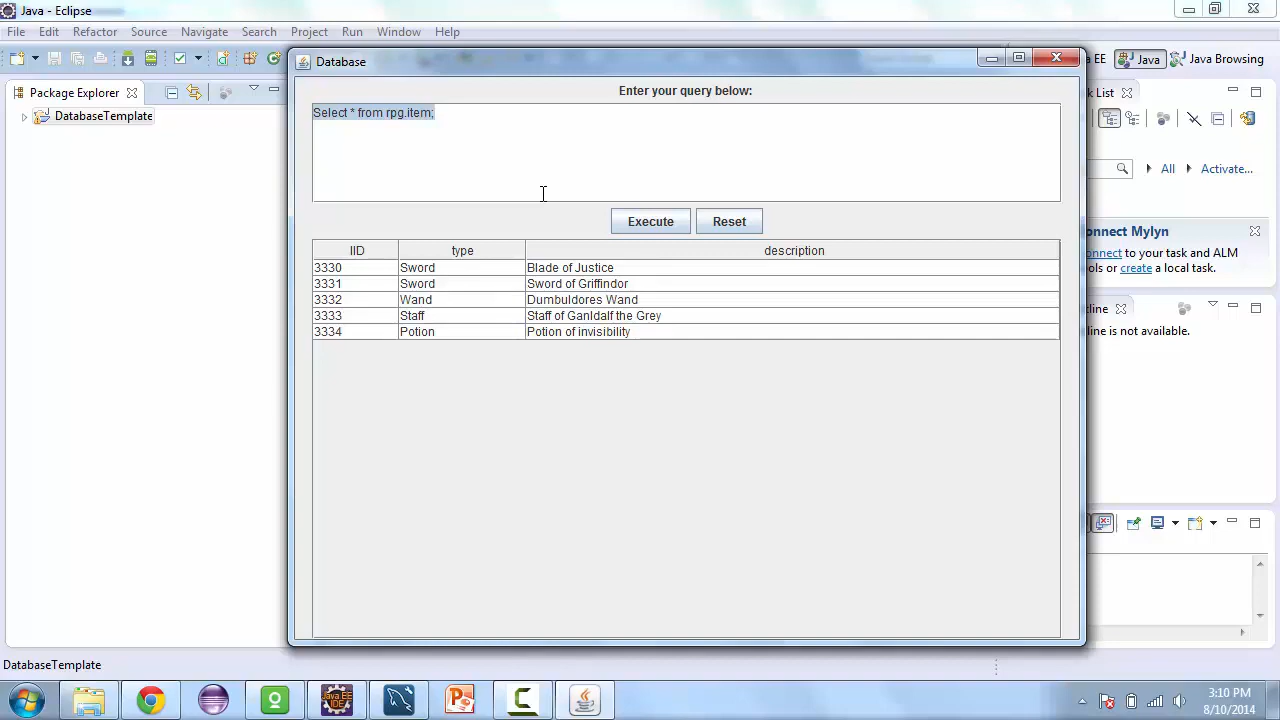 Java - Eclipse
File Edit Refactor Source Navigate Search Project Run Window Help
Database
EE Java Java Browsing
Package Explorer
k List
Enter your query below:
DatabaseTemplate
Select * from rpg.item;
All Activate...
Execute Reset
onnect Mylyn
onnect to your task and ALM
ols or create a local task.
IID type description
3330 Sword Blade of Justice
3331 Sword Sword of Griffindor
3332 Wand Dumbuldores Wand
3333 Staff Staff of Ganldalf the Grey
3334 Potion Potion of invisibility
tline
tline is not available.
DatabaseTemplate
Java EE
IDE
3:10 PM
8/10/2014